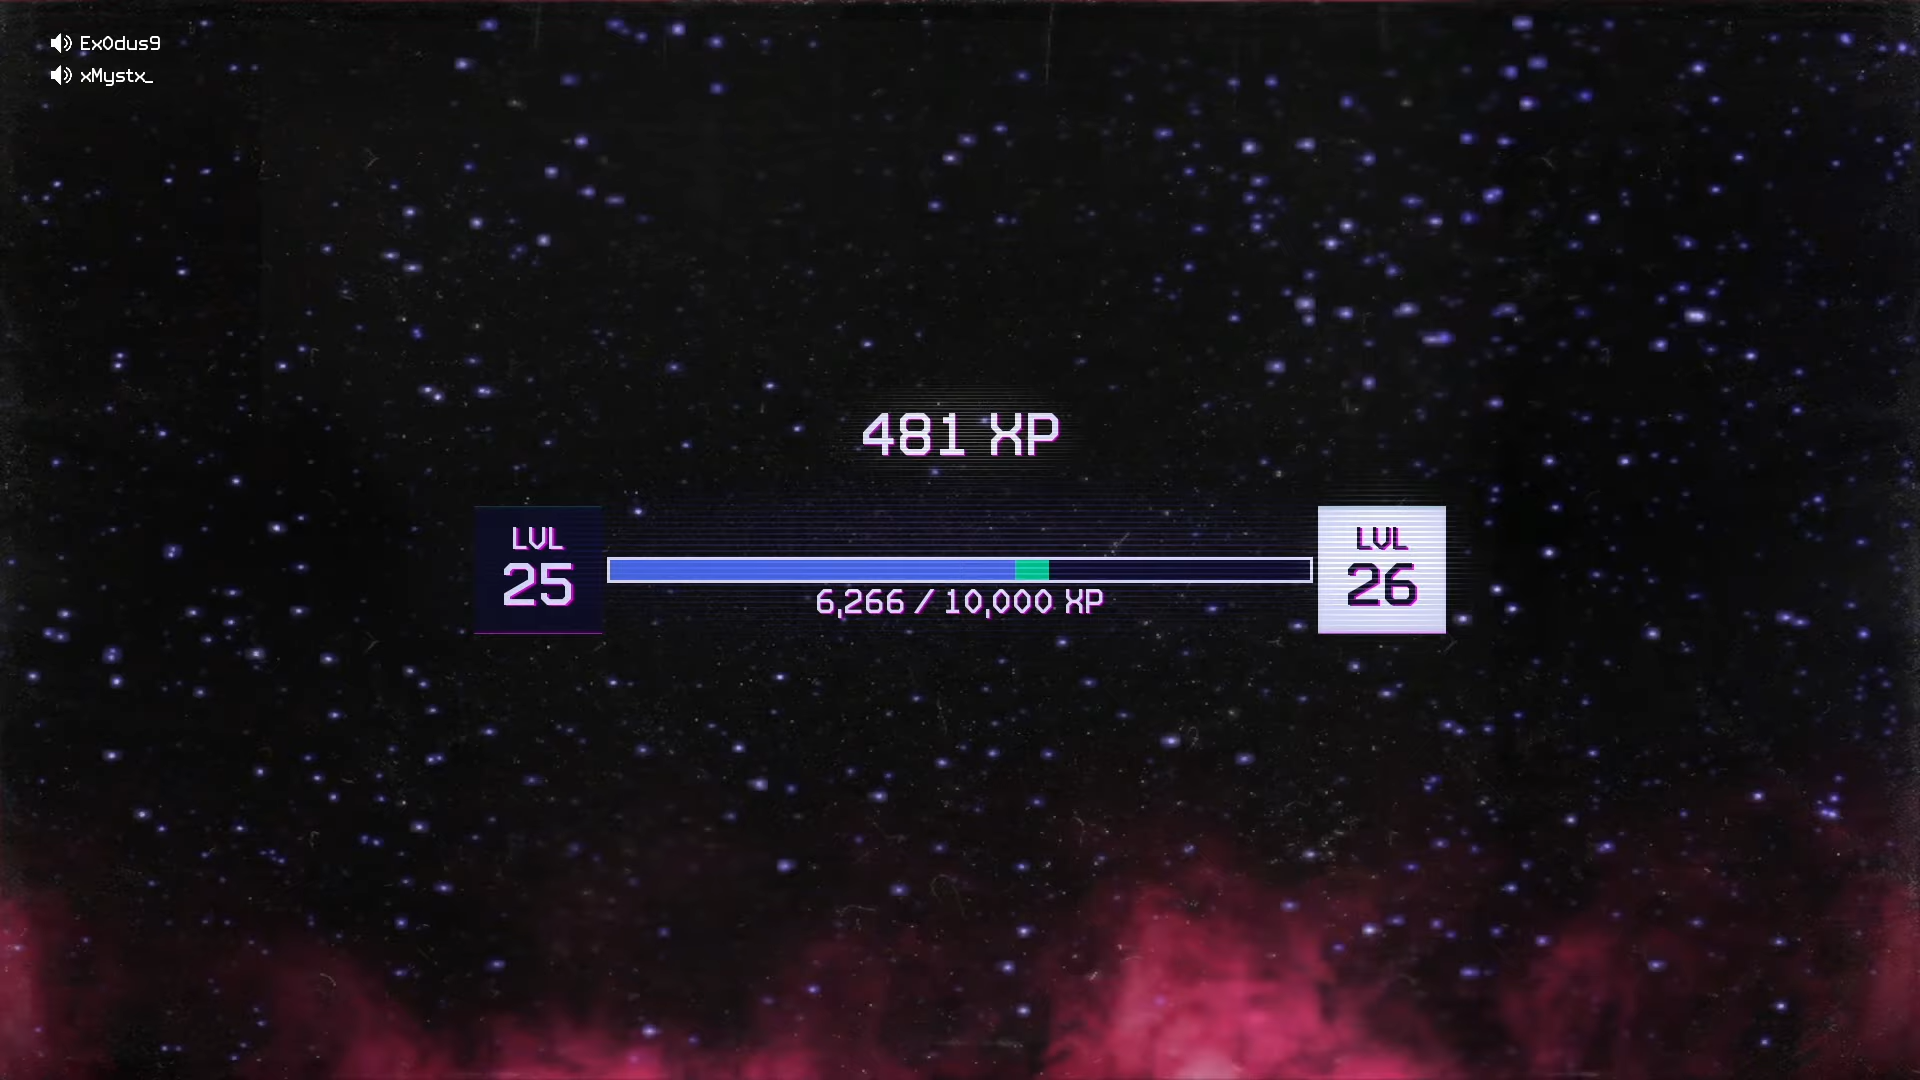 Ex0dus9
xMystx_
481 XP
LVL
25
6,266 / 10,000 XP
LVL
26